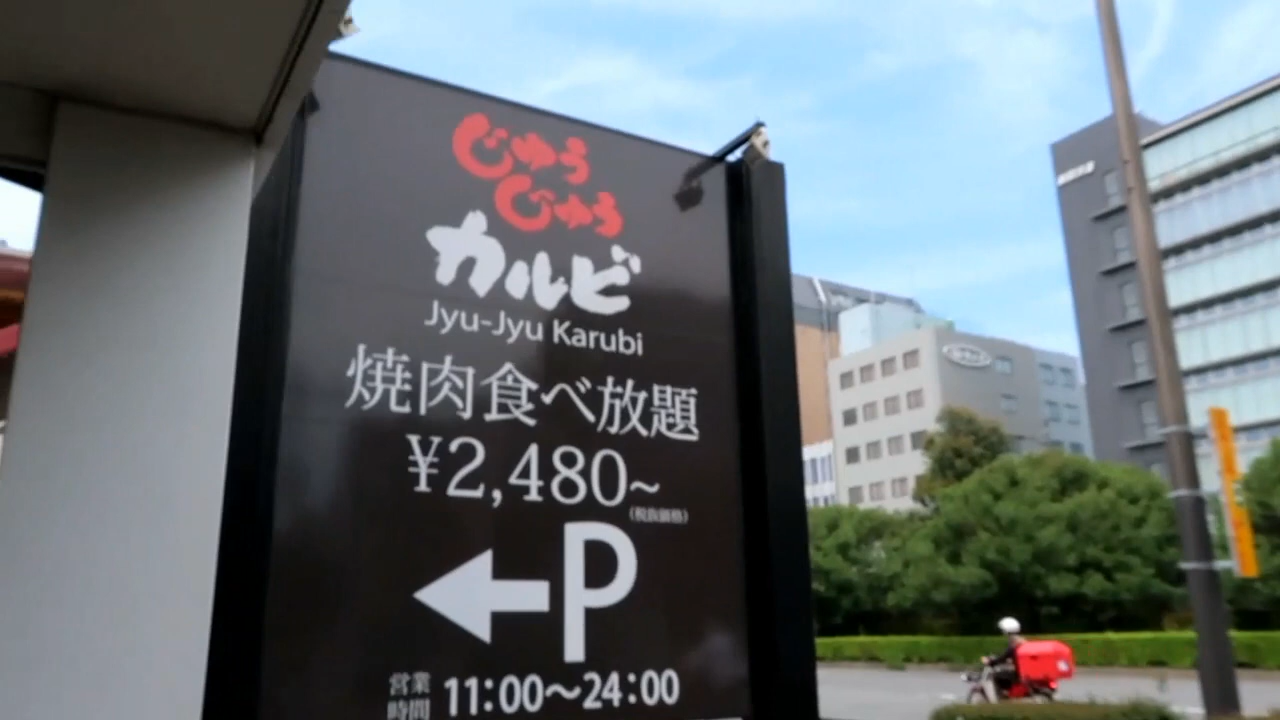 じゅう
じゅう
カルビ
Jyu-Jyu Karubi
焼肉食べ放題
¥2,480~
(税抜価格)
P
営業
時間
11:00~24:00